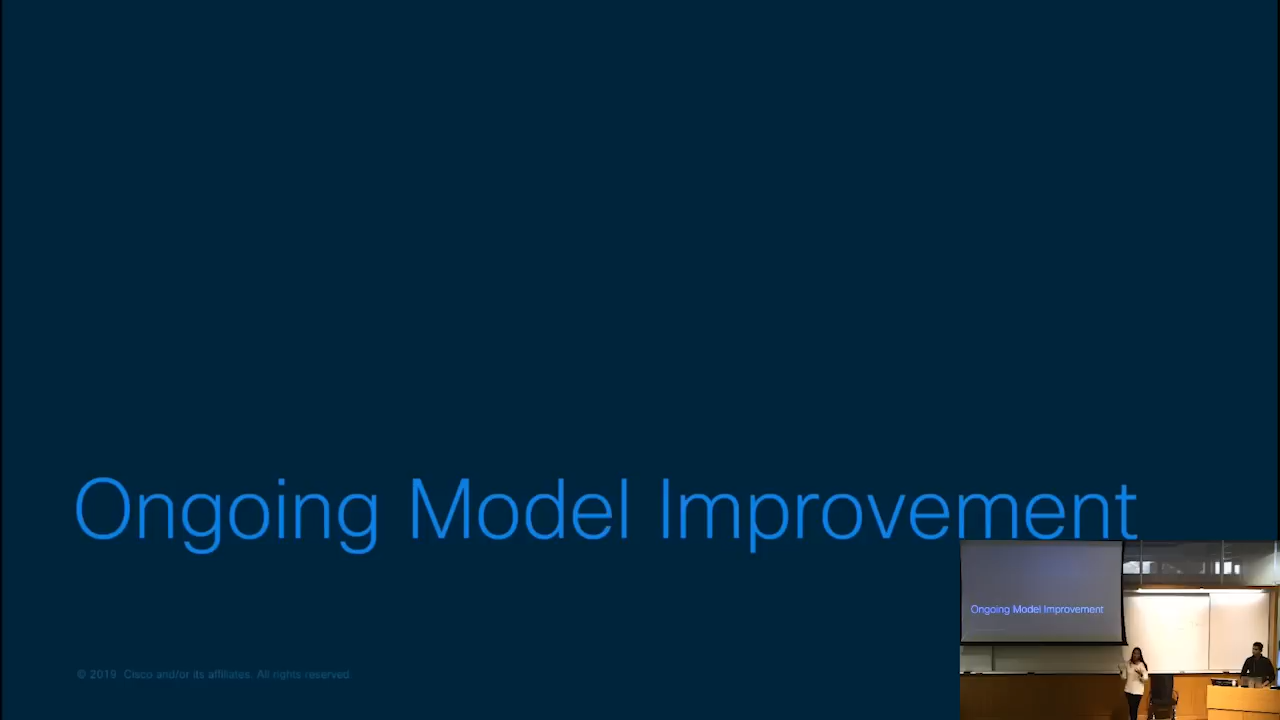 Ongoing Model Improvement
© 2019 Cisco and/or its affiliates. All rights reserved.
Ongoing Model Improvement